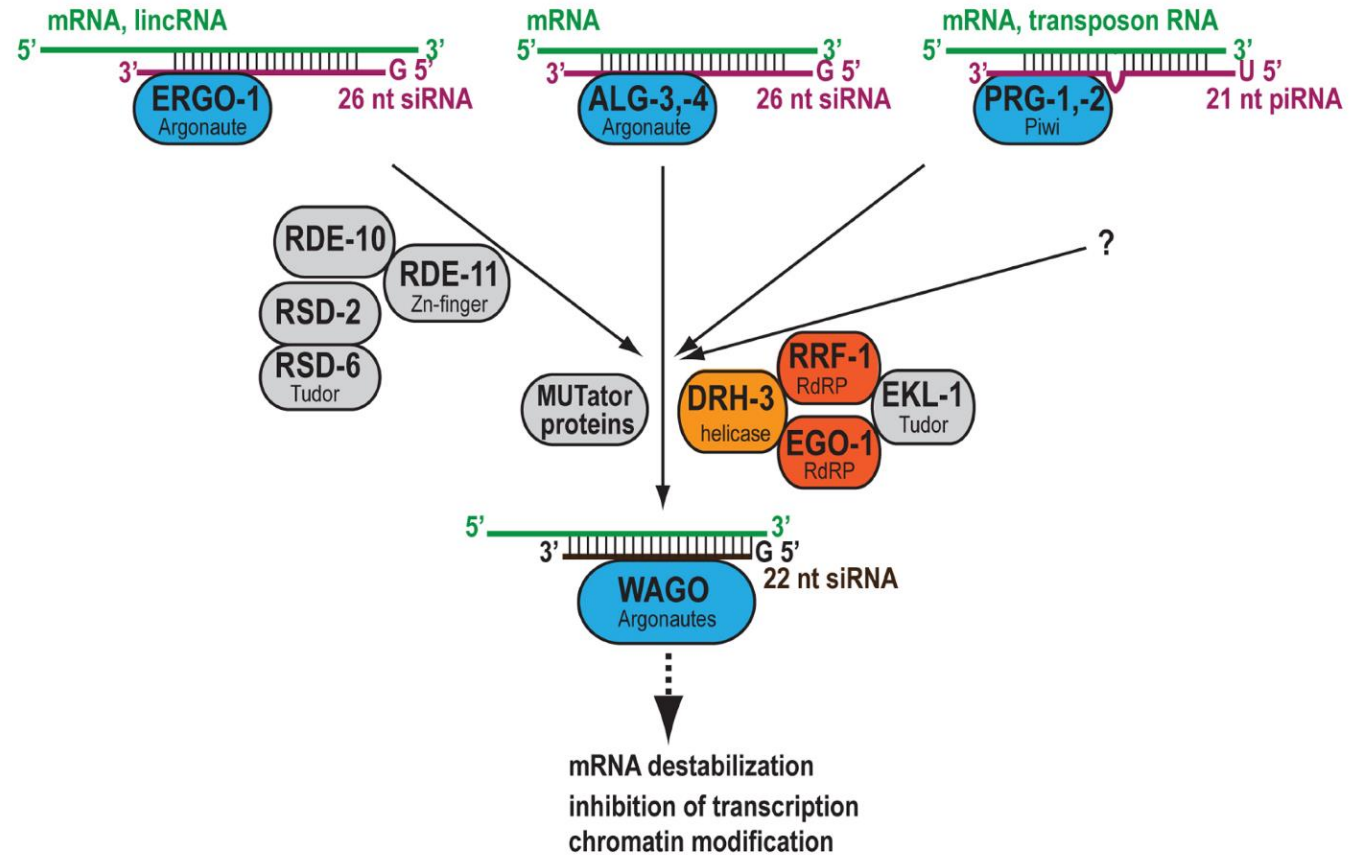 mRNA, lincRNA
5’ 3’
3’ G 5’
26 nt siRNA
ERGO-1
Argonaute
mRNA
5’ 3’
3’ G 5’
26 nt siRNA
ALG-3,-4
Argonaute
mRNA, transposon RNA
5’ 3’
3’ U 5’
21 nt piRNA
PRG-1,-2
Piwi
RDE-10
RDE-11
Zn-finger
RSD-2
RSD-6
Tudor
?
MUTator
proteins
DRH-3
helicase
RRF-1
RdRP
EGO-1
RdRP
EKL-1
Tudor
5’ 3’
3’ G 5’
22 nt siRNA
WAGO
Argonautes
mRNA destabilization
inhibition of transcription
chromatin modification